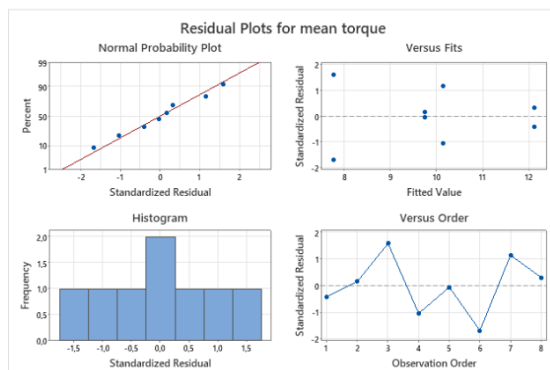 Residual Plots for mean torque
Normal Probability Plot
99
90
50
10
1
Percent
-2 -1 0 1 2
Standardized Residual
Versus Fits
2
1
0
-1
-2
Standardized Residual
8 9 10 11 12
Fitted Value
Histogram
2,0
1,5
1,0
0,5
0,0
Frequency
-1,5 -1,0 -0,5 0,0 0,5 1,0 1,5
Standardized Residual
Versus Order
2
1
0
-1
-2
Standardized Residual
1 2 3 4 5 6 7 8
Observation Order